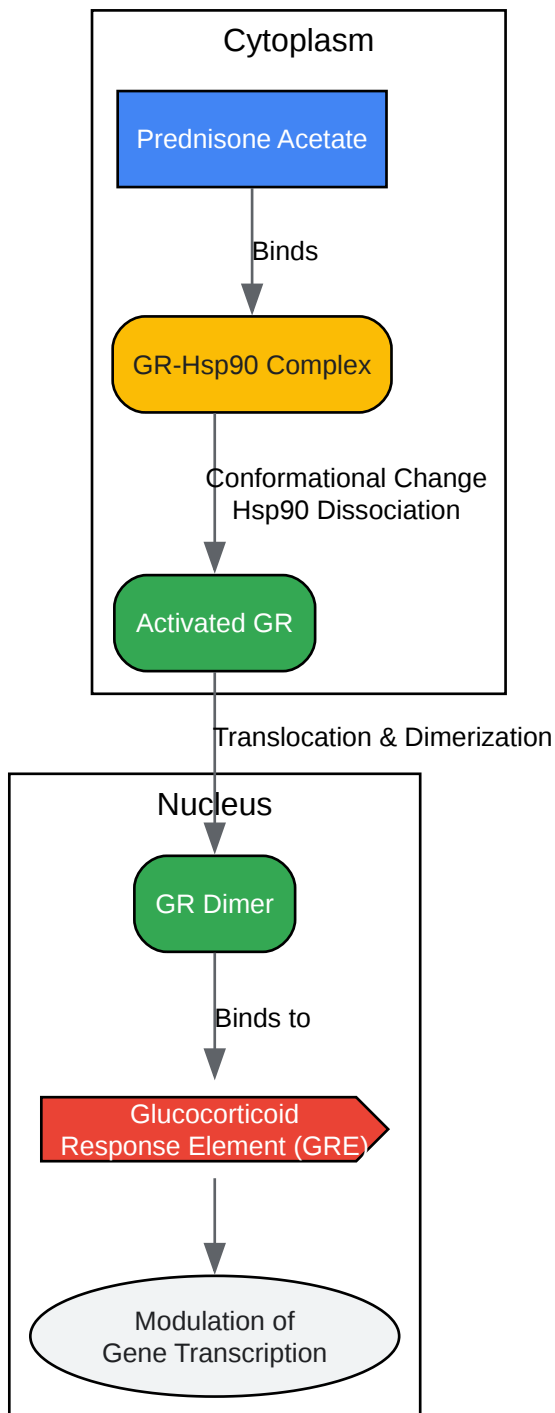 Cytoplasm
Prednisone Acetate
Binds
GR-Hsp90 Complex
Conformational Change
Hsp90 Dissociation
Activated GR
Translocation & Dimerization
Nucleus
GR Dimer
Binds to
Glucocorticoid
Response Element (GRE)
Modulation of
Gene Transcription